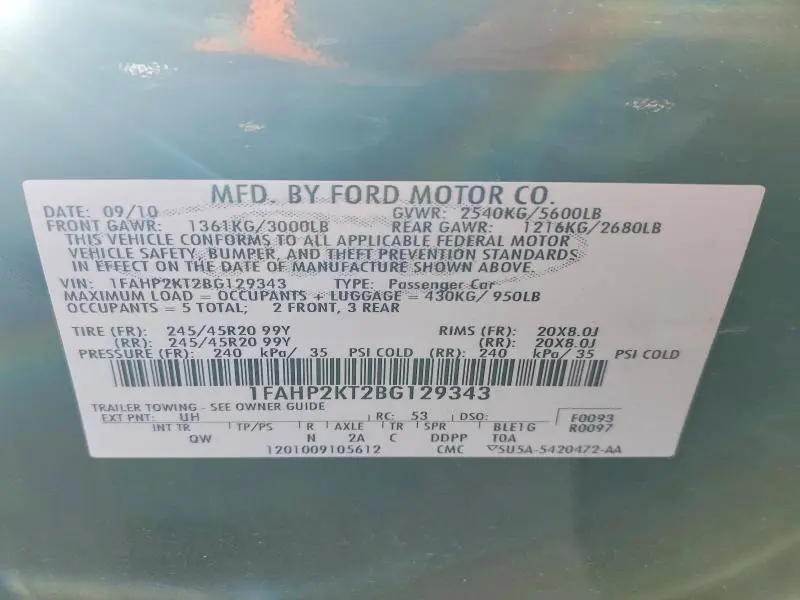 MFD. BY FORD MOTOR CO.
DATE: 09/10 GVWR: 2540KG/5600LB
FRONT GAWR: 1361KG/3000LB REAR GAWR: 1216KG/2680LB
THIS VEHICLE CONFORMS TO ALL APPLICABLE FEDERAL MOTOR
VEHICLE SAFETY, BUMPER, AND THEFT PREVENTION STANDARDS
IN EFFECT ON THE DATE OF MANUFACTURE SHOWN ABOVE.
VIN: 1FAHP2KT2BG129343 TYPE: Passenger Car
MAXIMUM LOAD = OCCUPANTS + LUGGAGE = 430KG/ 950LB
OCCUPANTS = 5 TOTAL; 2 FRONT, 3 REAR
TIRE (FR): 245/45R20 99Y RIMS (FR): 20X8.0J
(RR): 245/45R20 99Y (RR): 20X8.0J
PRESSURE (FR): 240 kPa/ 35 PSI COLD (RR): 240 kPa/ 35 PSI COLD
1FAHP2KT2BG129343
TRAILER TOWING - SEE OWNER GUIDE
EXT PNT: UH RC: 53 DSO: F0093
INT TR TP/PS R AXLE TR SPR BLE1G R0097
QW N 2A C DDPP T0A
1201009105612 CMC ▽5U5A-5420472-AA